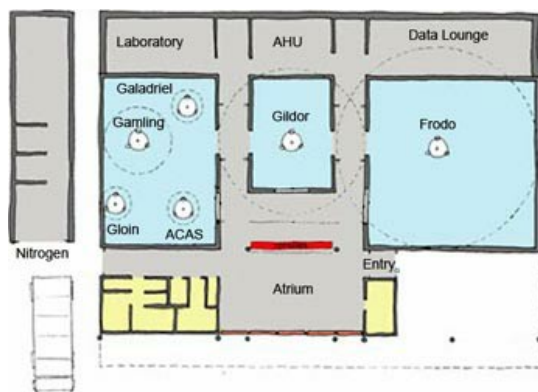 Laboratory
AHU
Data Lounge
Galadriel
Gamling
Gildor
Frodo
Gloin
ACAS
Nitrogen
Entry
Atrium